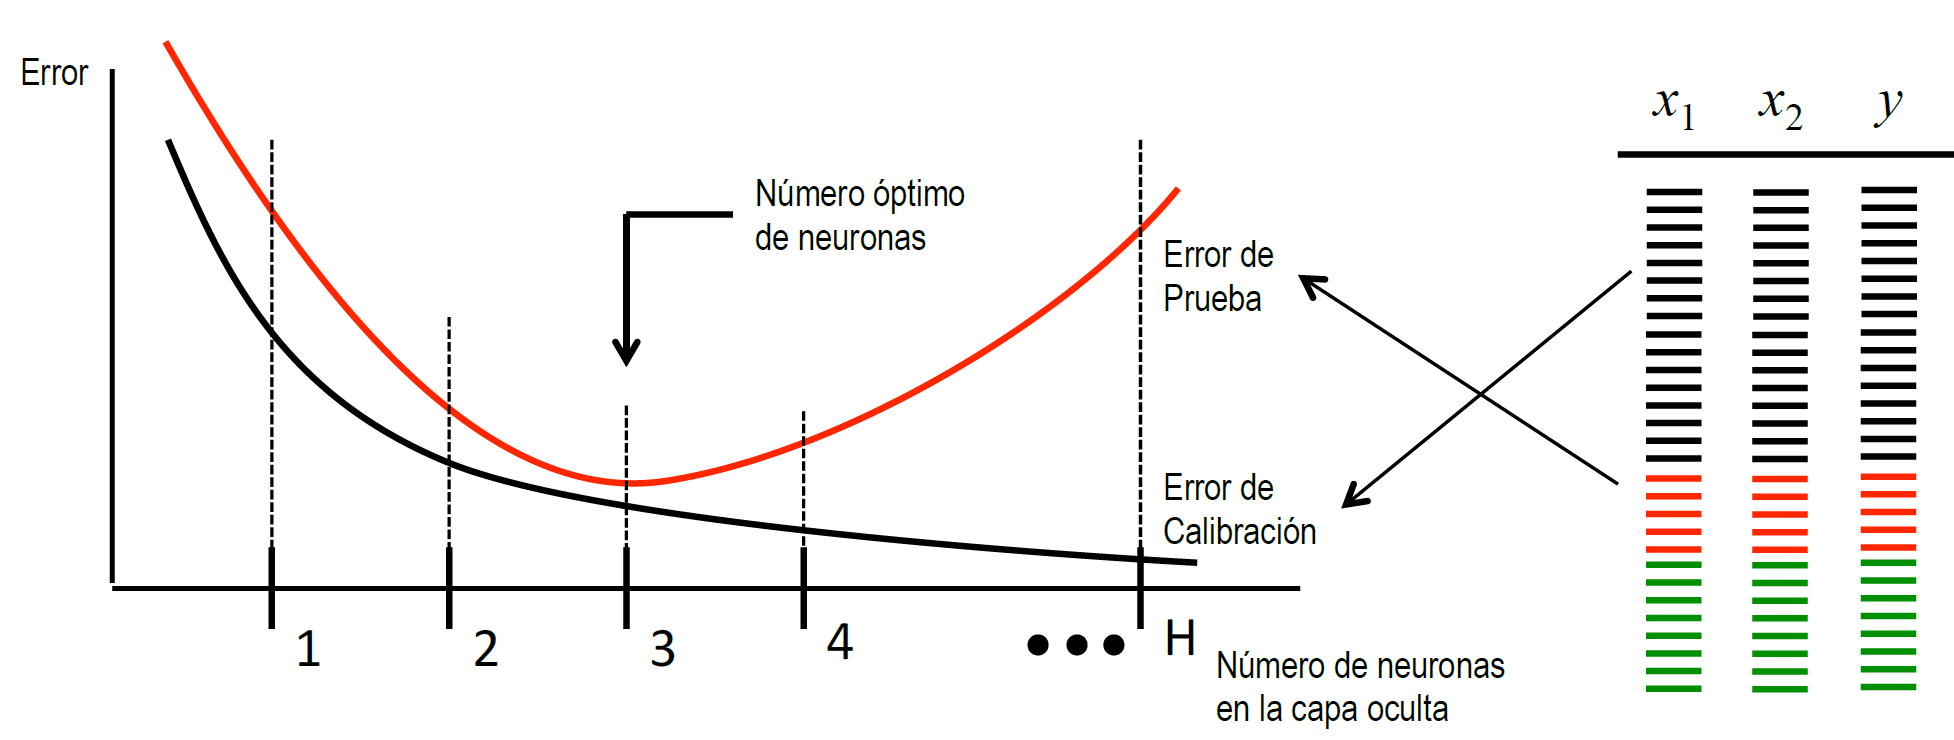 Error
x₁ x₂ y
Número óptimo
de neuronas
Error de
Prueba
Error de
Calibración
1 2 3 4 ●●● H
Número de neuronas
en la capa oculta